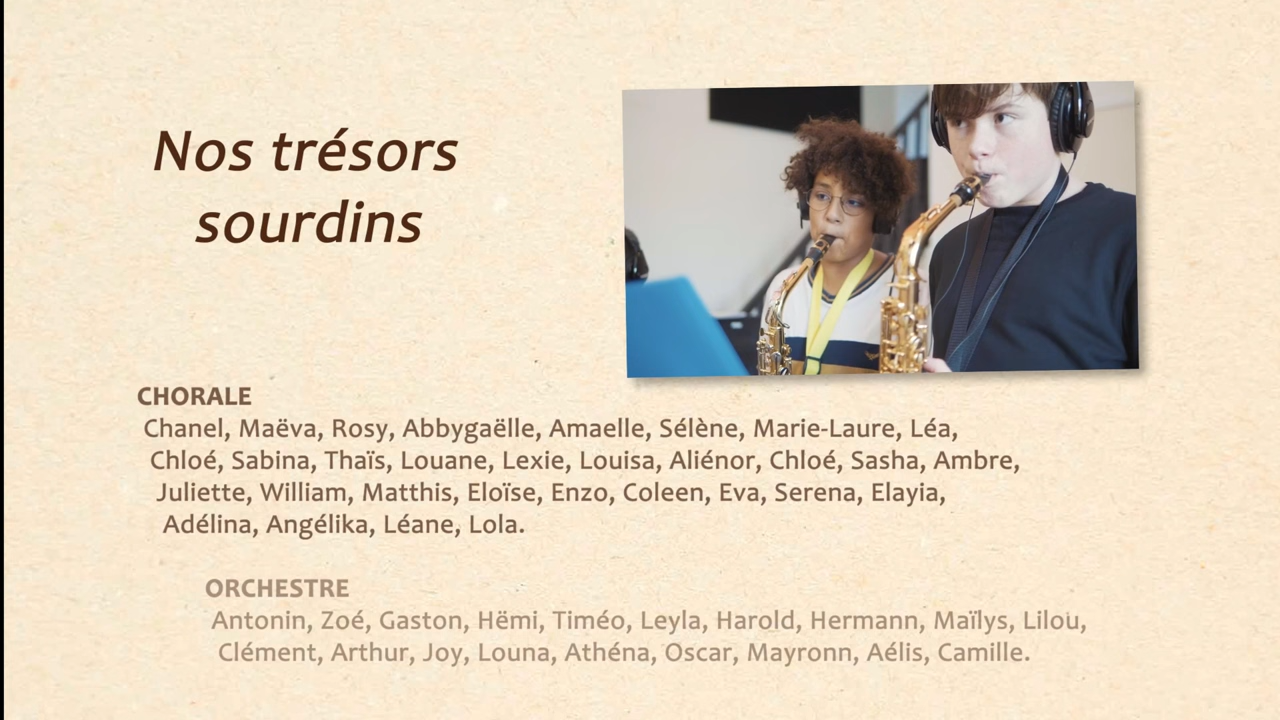 Nos trésors
sourdins
CHORALE
Chanel, Maëva, Rosy, Abbygaëlle, Amaelle, Sélène, Marie-Laure, Léa,
Chloé, Sabina, Thaïs, Louane, Lexie, Louisa, Aliénor, Chloé, Sasha, Ambre,
Juliette, William, Matthis, Eloïse, Enzo, Coleen, Eva, Serena, Elayia,
Adélina, Angélika, Léane, Lola.
ORCHESTRE
Antonin, Zoé, Gaston, Hëmi, Timéo, Leyla, Harold, Hermann, Maïlys, Lilou,
Clément, Arthur, Joy, Louna, Athéna, Oscar, Mayronn, Aélis, Camille.